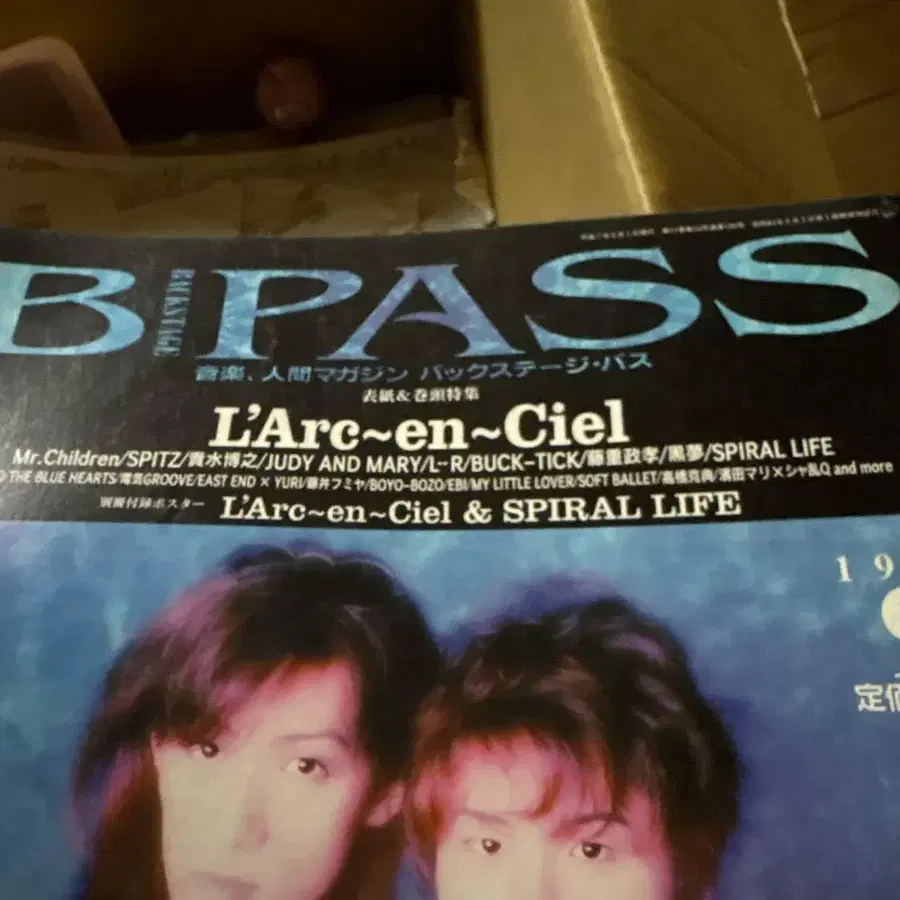 B BACKSTAGE PASS
音楽、人間マガジン バックステージ・パス
表紙&巻頭特集
L'Arc~en~Ciel
Mr.Children/SPITZ/貴水博之/JUDY AND MARY/L-R/BUCK-TICK/藤重政孝/黒夢/SPIRAL LIFE
THE BLUE HEARTS/電気GROOVE/EAST END × YURI/藤井フミヤ/BOYO-BOZO/EBI/MY LITTLE LOVER/SOFT BALLET/高橋克典/濱田マリ×シャ乱Q and more
別冊付録ポスター L'Arc~en~Ciel & SPIRAL LIFE
19
定価